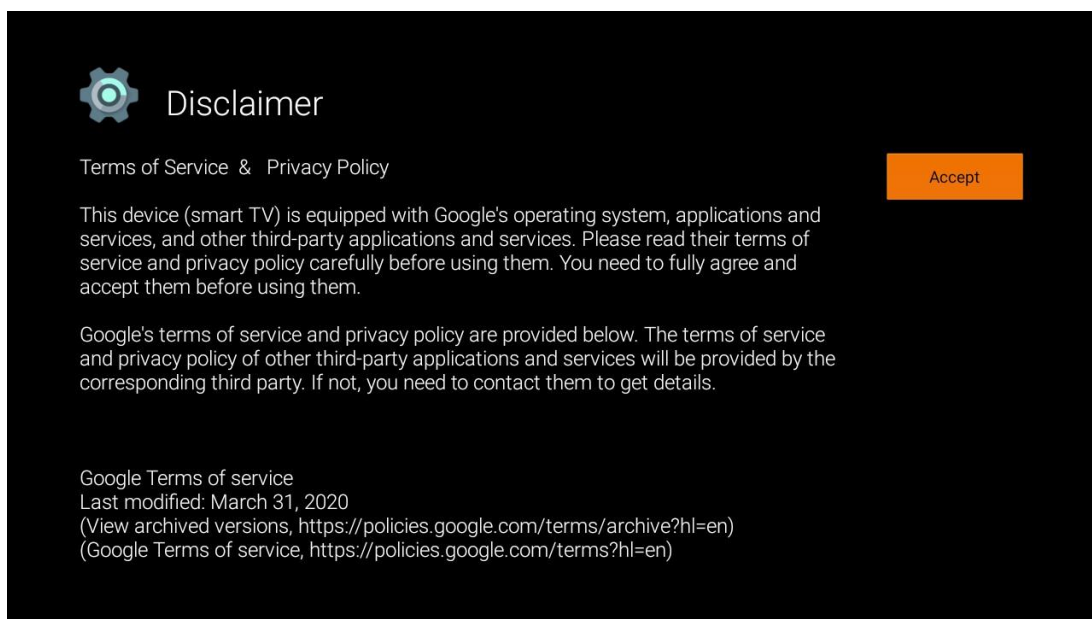 Disclaimer
Terms of Service & Privacy Policy
Accept
This device (smart TV) is equipped with Google's operating system, applications and
services, and other third-party applications and services. Please read their terms of
service and privacy policy carefully before using them. You need to fully agree and
accept them before using them.
Google's terms of service and privacy policy are provided below. The terms of service
and privacy policy of other third-party applications and services will be provided by the
corresponding third party. If not, you need to contact them to get details.
Google Terms of service
Last modified: March 31, 2020
(View archived versions, https://policies.google.com/terms/archive?hl=en)
(Google Terms of service, https://policies.google.com/terms?hl=en)